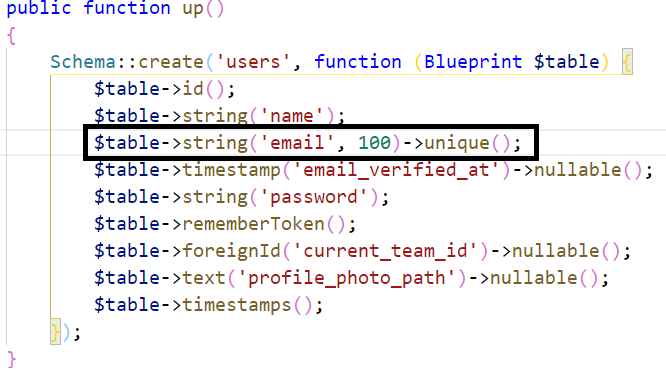 public function up()
{
    Schema::create('users', function (Blueprint $table) {
        $table->id();
        $table->string('name');
        $table->string('email', 100)->unique();
        $table->timestamp('email_verified_at')->nullable();
        $table->string('password');
        $table->rememberToken();
        $table->foreignId('current_team_id')->nullable();
        $table->text('profile_photo_path')->nullable();
        $table->timestamps();
    });
}